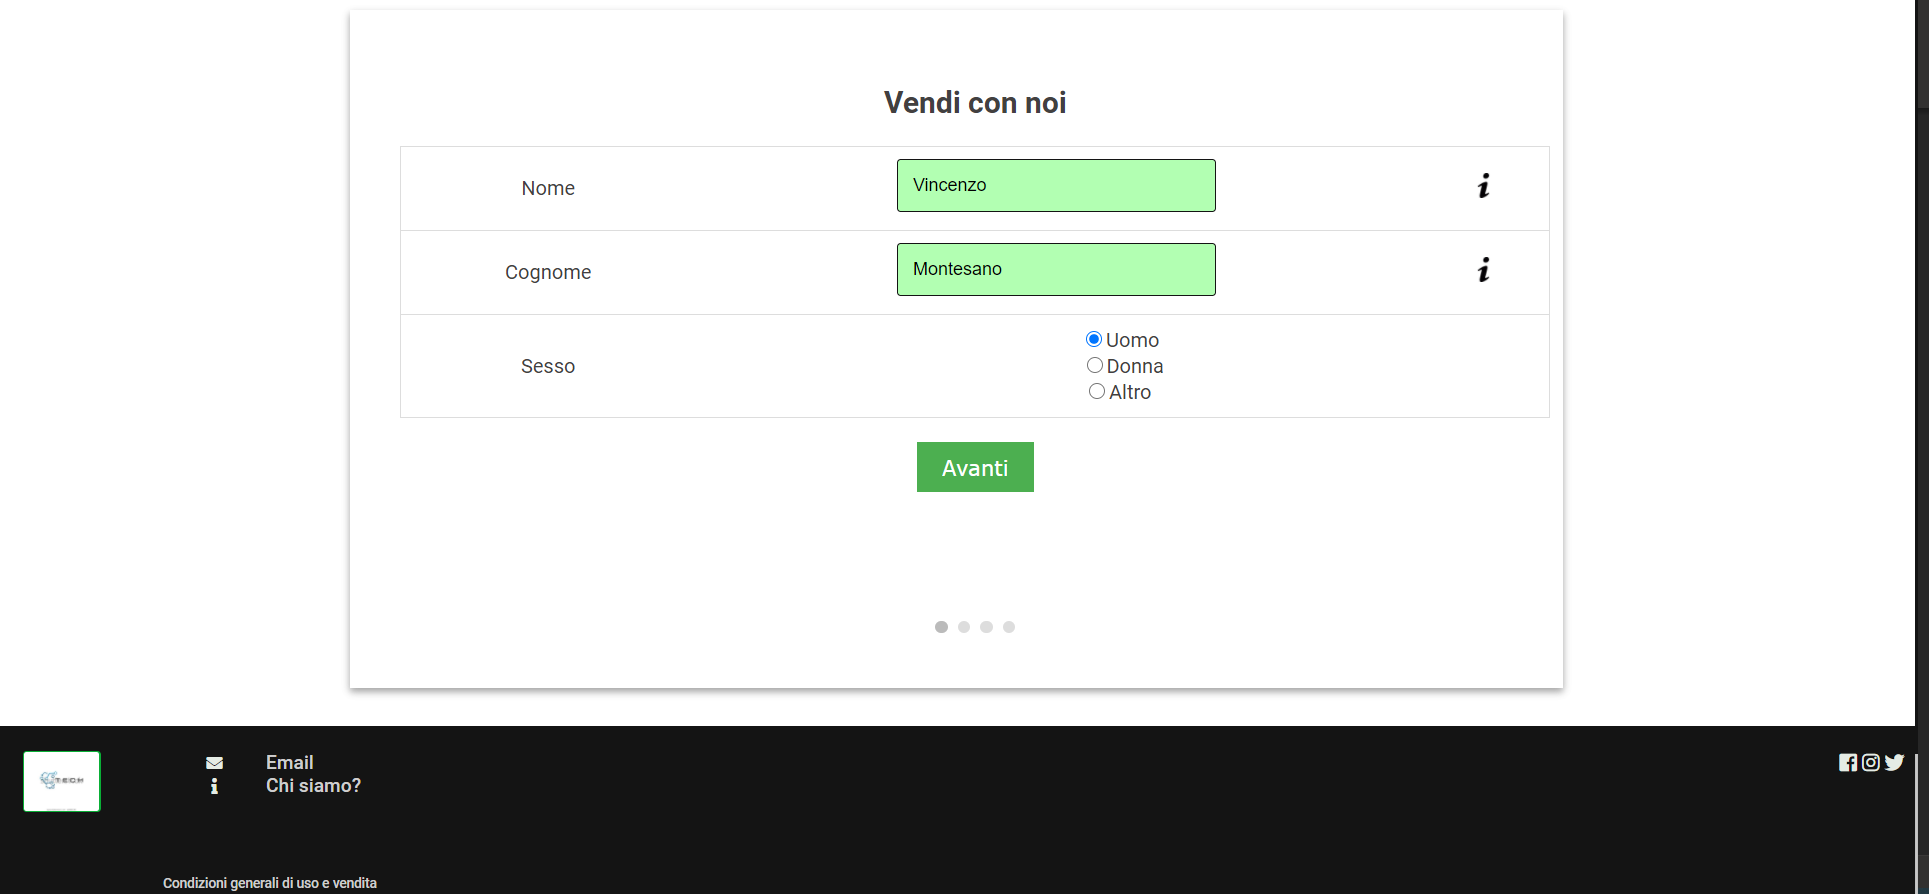 Vendi con noi
Nome
Vincenzo
Cognome
Montesano
Sesso
Uomo
Donna
Altro
Avanti
TECH
Email
Chi siamo?
Condizioni generali di uso e vendita